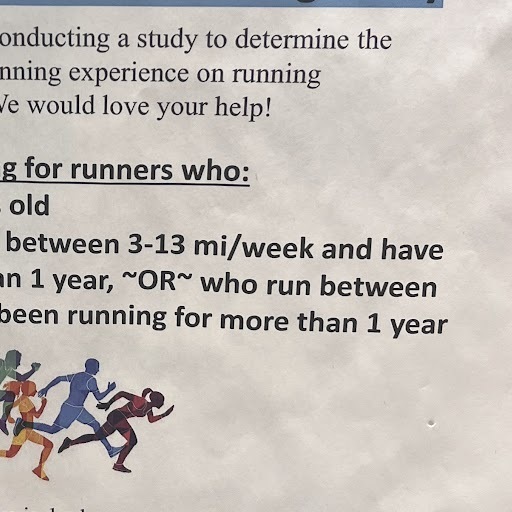 onducting a study to determine the
nning experience on running
We would love your help!
g for runners who:
old
between 3-13 mi/week and have
an 1 year, ~OR~ who run between
been running for more than 1 year